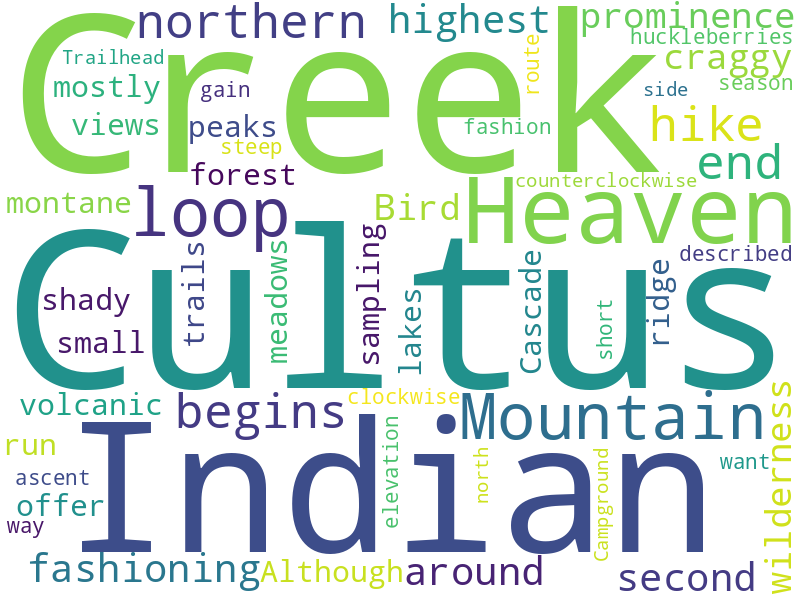 northern
highest
prominence
huckleberries
Creek
Trailhead
craggy
mostly
gain
route
side
season
views
peaks
fashion
hike
steep
forest
end
counterclockwise
montane
loop
Bird
Heaven
Cultus
trails
meadows
sampling
lakes
Cascade
short
ridge
described
shady
small
volcanic
begins
clockwise
Mountain
wilderness
run
Indian
ascent
elevation
north
Campground
want
offer
way
fashioning
Although
around
second